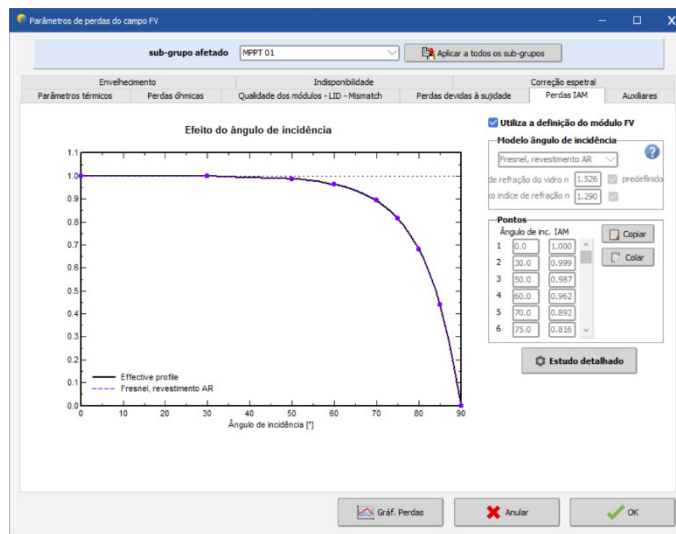 Parâmetros de perdas do campo FV
sub-grupo afetado MPPT 01 Aplicar a todos os sub-grupos
Envelhecimento Indisponibilidade Correção espetral
Parâmetros térmicos Perdas óhmicas Qualidade dos módulos - LID - Mismatch Perdas devidas à sujidade Perdas IAM Auxiliares
Efeito do ângulo de incidência
1.1
1.0
0.9
0.8
0.7
0.6
0.5
0.4
0.3
0.2
0.1
0.0
Effective profile
Fresnel, revestimento AR
0 10 20 30 40 50 60 70 80 90
Ângulo de incidência [°]
Utiliza a definição do módulo FV
Modelo ângulo de incidência
Fresnel, revestimento AR ?
de refração do vidro n 1.526 predefinido
co indíce de refração n 1.290
Pontos
Ângulo de inc. IAM
1 0.0 1.000
2 30.0 0.999
3 50.0 0.987
4 60.0 0.962
5 70.0 0.892
6 75.0 0.816
Copiar
Colar
Estudo detalhado
Gráf. Perdas Anular OK